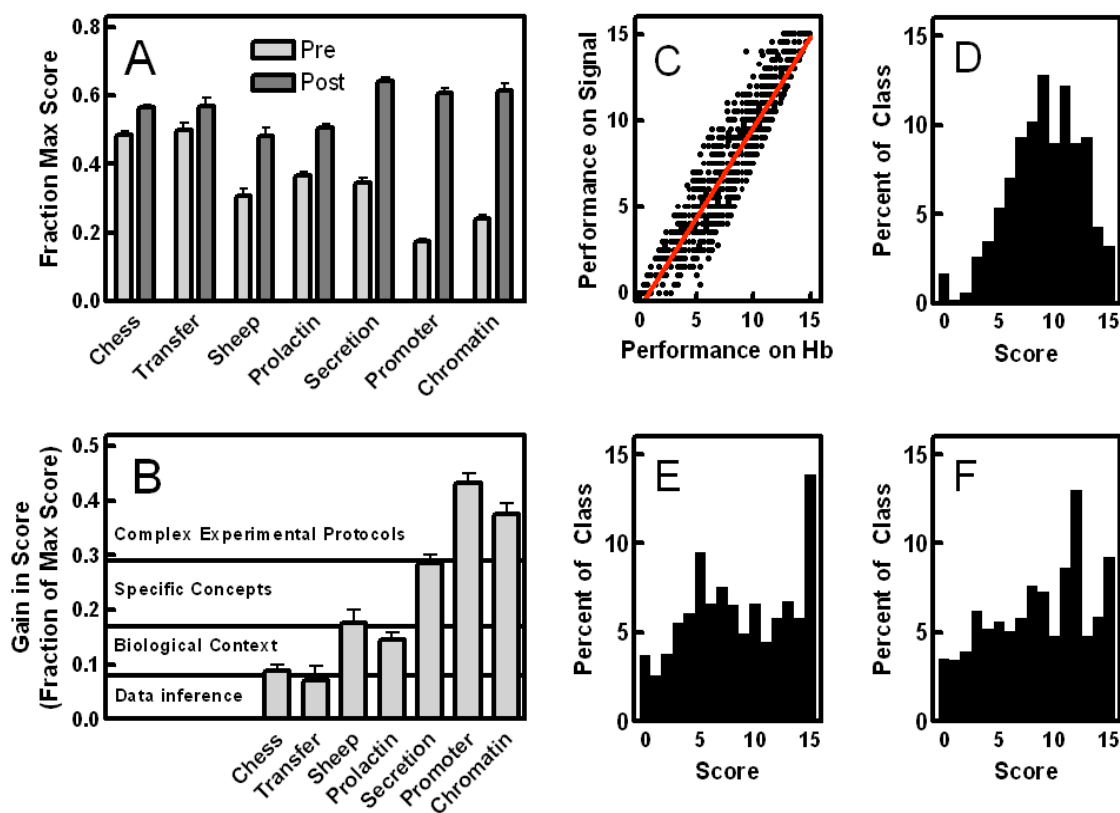 A
Pre
Post
Fraction Max Score
0.8
0.6
0.4
0.2
0.0
Chess
Transfer
Sheep
Prolactin
Secretion
Promoter
Chromatin
C
Performance on Signal
15
10
5
0
0 5 10 15
Performance on Hb
D
Percent of Class
15
10
5
0
0 5 10 15
Score
B
Gain in Score
(Fraction of Max Score)
0.5
0.4
0.3
0.2
0.1
0.0
Complex Experimental Protocols
Specific Concepts
Biological Context
Data inference
Chess
Transfer
Sheep
Prolactin
Secretion
Promoter
Chromatin
E
Percent of Class
15
10
5
0
0 5 10 15
Score
F
Percent of Class
15
10
5
0
0 5 10 15
Score